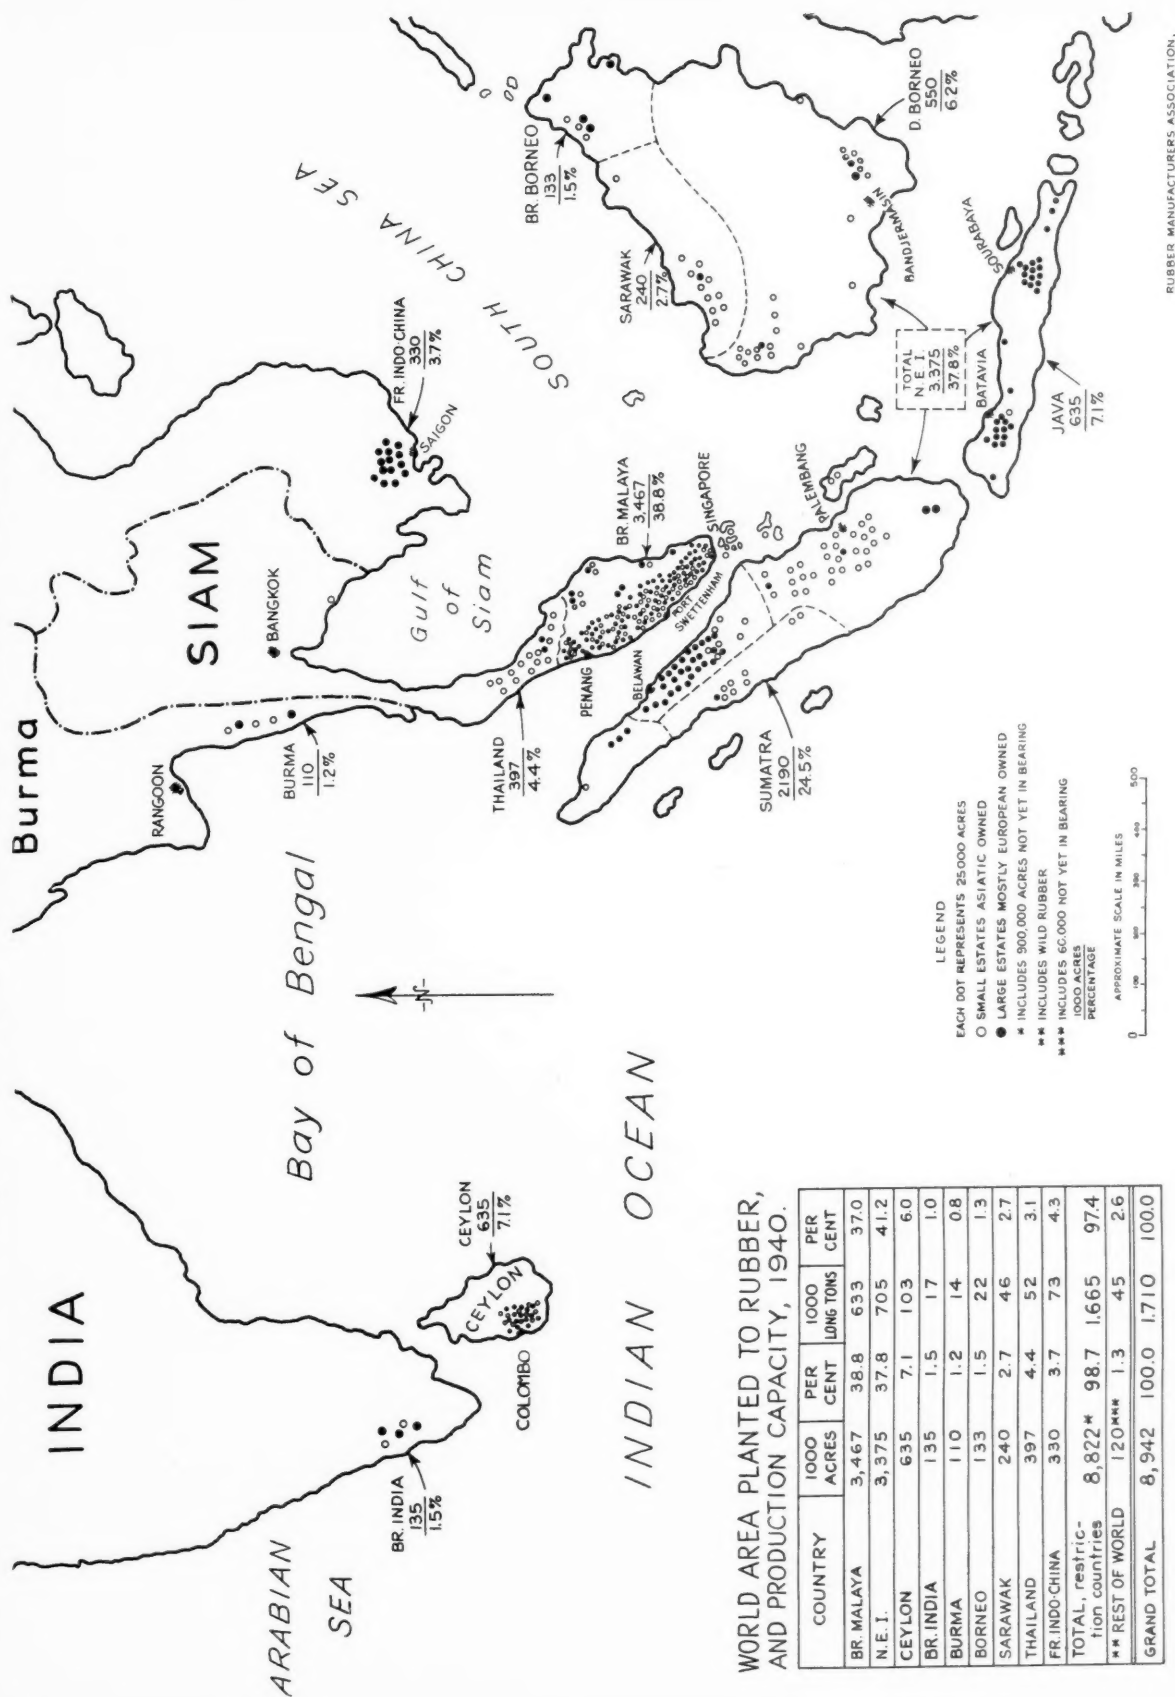 Burma
INDIA
SIAM
RANGOON
BANGKOK
FR. INDO-CHINA
330
3.7%
SAIGON
BURMA
110
1.2%
Gulf
of
Siam
SOUTH CHINA SEA
Bay of Bengal
ARABIAN
SEA
BR. INDIA
135
1.5%
CEYLON
635
7.1%
CEYLON
COLOMBO
-N-
THAILAND
397
4.4%
PENANG
BR. MALAYA
3,467
38.8%
SINGAPORE
PORT
SWETTENHAM
BELAWAN
BR. BORNEO
133
1.5%
SARAWAK
240
2.7%
D. BORNEO
550
6.2%
BANDJERMASIN
PALEMBANG
SUMATRA
2,190
24.5%
TOTAL
N. E. I.
3.375
37.8%
BATAVIA
SOURABAYA
JAVA
635
7.1%
INDIAN OCEAN
WORLD AREA PLANTED TO RUBBER,
AND PRODUCTION CAPACITY, 1940.
COUNTRY 1000 ACRES PER CENT 1000 LONG TONS PER CENT
BR. MALAYA 3,467 38.8 633 37.0
N.E.I. 3,375 37.8 705 41.2
CEYLON 635 7.1 103 6.0
BR. INDIA 135 1.5 17 1.0
BURMA 110 1.2 14 0.8
BORNEO 133 1.5 22 1.3
SARAWAK 240 2.7 46 2.7
THAILAND 397 4.4 52 3.1
FR. INDO-CHINA 330 3.7 73 4.3
TOTAL, restric-
tion countries 8,822* 98.7 1.665 97.4
** REST OF WORLD 120*** 1.3 45 2.6
GRAND TOTAL 8,942 100.0 1.710 100.0
LEGEND
EACH DOT REPRESENTS 25000 ACRES
○ SMALL ESTATES ASIATIC OWNED
● LARGE ESTATES MOSTLY EUROPEAN OWNED
* INCLUDES 900,000 ACRES NOT YET IN BEARING
** INCLUDES WILD RUBBER
*** INCLUDES 60.000 NOT YET IN BEARING
1000 ACRES
PERCENTAGE
APPROXIMATE SCALE IN MILES
0 100 200 300 400 500
RUBBER MANUFACTURERS ASSOCIATION,